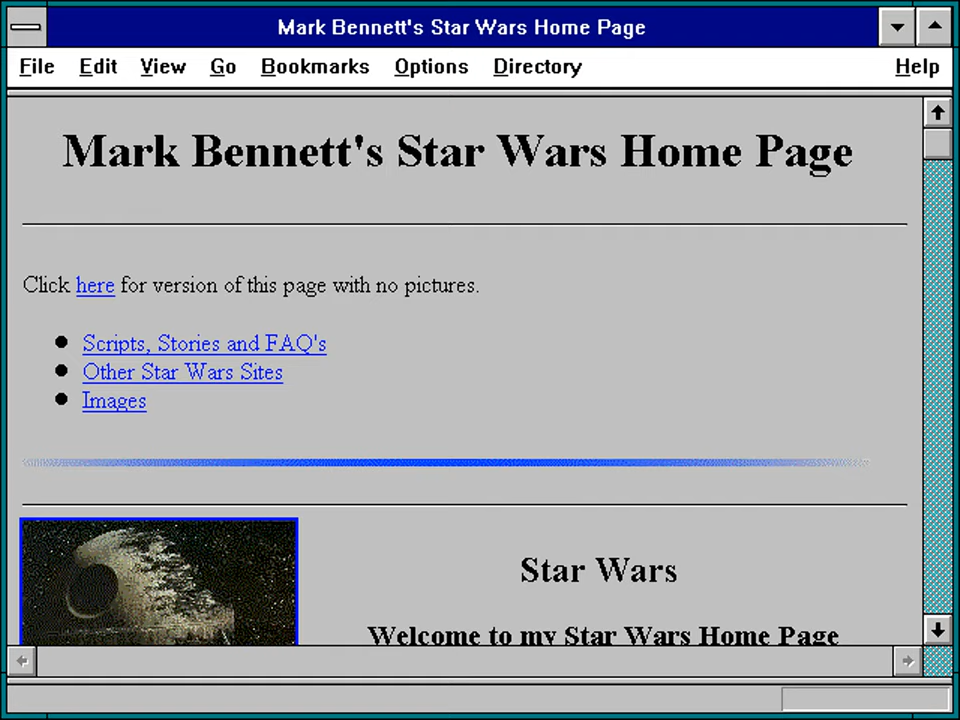 Mark Bennett's Star Wars Home Page
File Edit View Go Bookmarks Options Directory Help
Mark Bennett's Star Wars Home Page
Click here for version of this page with no pictures.
Scripts, Stories and FAQ's
Other Star Wars Sites
Images
Star Wars
Welcome to my Star Wars Home Page